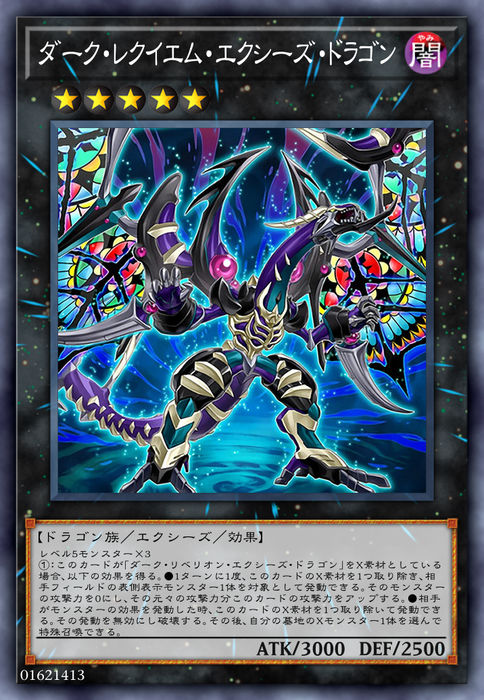 ダーク・レクイエム・エクシーズ・ドラゴン
やみ
闇
【ドラゴン族／エクシーズ／効果】
レベル5モンスター×3
①:このカードが「ダーク・リベリオン・エクシーズ・ドラゴン」をX素材としている
場合、以下の効果を得る。●1ターンに1度、このカードのX素材を1つ取り除き、相
手フィールドの表側表示モンスター1体を対象として発動できる。そのモンスター
の攻撃力を0にし、その元々の攻撃力分このカードの攻撃力をアップする。●相手
がモンスターの効果を発動した時、このカードのX素材を1つ取り除いて発動でき
る。その発動を無効にし破壊する。その後、自分の墓地のXモンスター1体を選んで
特殊召喚できる。
ATK/3000 DEF/2500
01621413